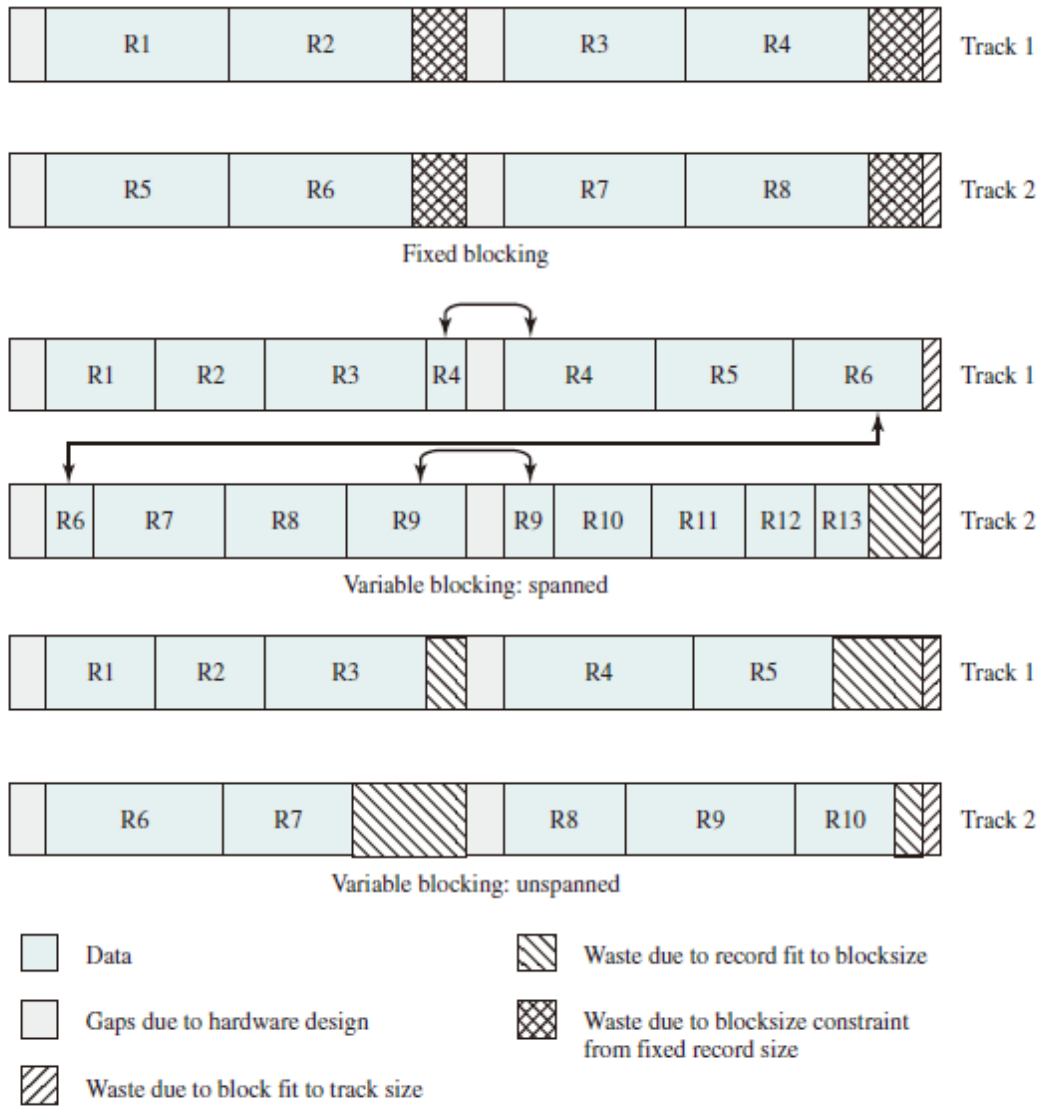 R1 R2 R3 R4 Track 1
R5 R6 R7 R8 Track 2
Fixed blocking
R1 R2 R3 R4 R4 R5 R6 Track 1
R6 R7 R8 R9 R9 R10 R11 R12 R13 Track 2
Variable blocking: spanned
R1 R2 R3 R4 R5 Track 1
R6 R7 R8 R9 R10 Track 2
Variable blocking: unspanned
Data
Gaps due to hardware design
Waste due to block fit to track size
Waste due to record fit to blocksize
Waste due to blocksize constraint
from fixed record size